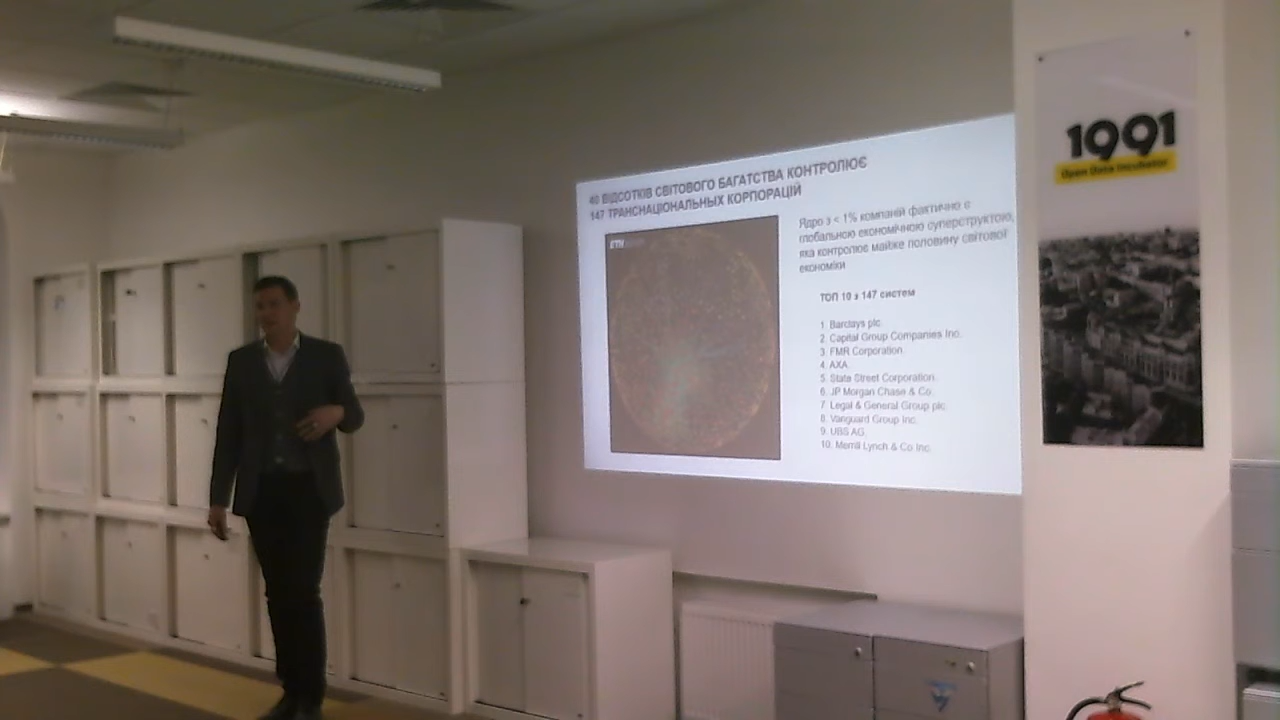 40 ВІДСОТКІВ СВІТОВОГО БАГАТСТВА КОНТРОЛЮЄ
147 ТРАНСНАЦІОНАЛЬНЫХ КОРПОРАЦІЙ
ETH
Ядро з < 1% компаній фактично є
глобальною економічною суперструктою,
яка контролює майже половину світової
економіки
ТОП 10 з 147 систем
1. Barclays plc.
2. Capital Group Companies Inc.
3. FMR Corporation.
4. AXA.
5. State Street Corporation.
6. JP Morgan Chase & Co.
7. Legal & General Group plc.
8. Vanguard Group Inc.
9. UBS AG.
10. Merrill Lynch & Co Inc.
1991
Open Data Incubator